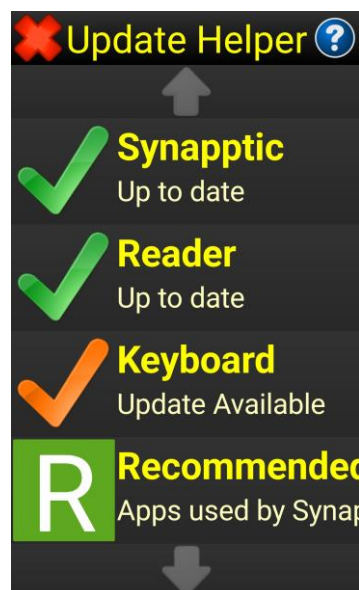 Update Helper ?
Synapptic
Up to date
Reader
Up to date
Keyboard
Update Available
R
Recommended
Apps used by Synap